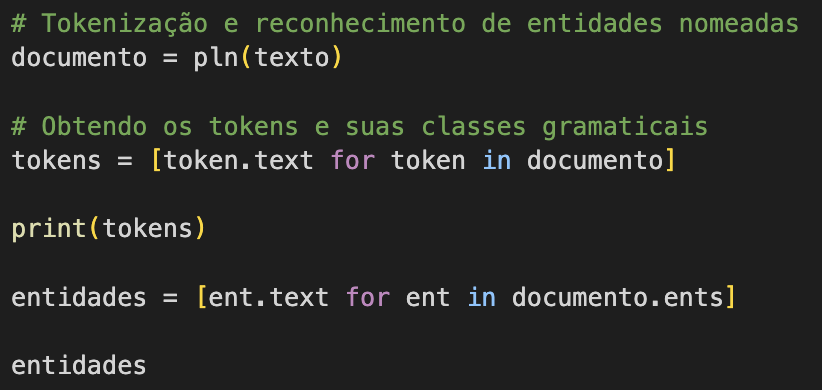 # Tokenização e reconhecimento de entidades nomeadas
documento = pln(texto)
# Obtendo os tokens e suas classes gramaticais
tokens = [token.text for token in documento]
print(tokens)
entidades = [ent.text for ent in documento.ents]
entidades